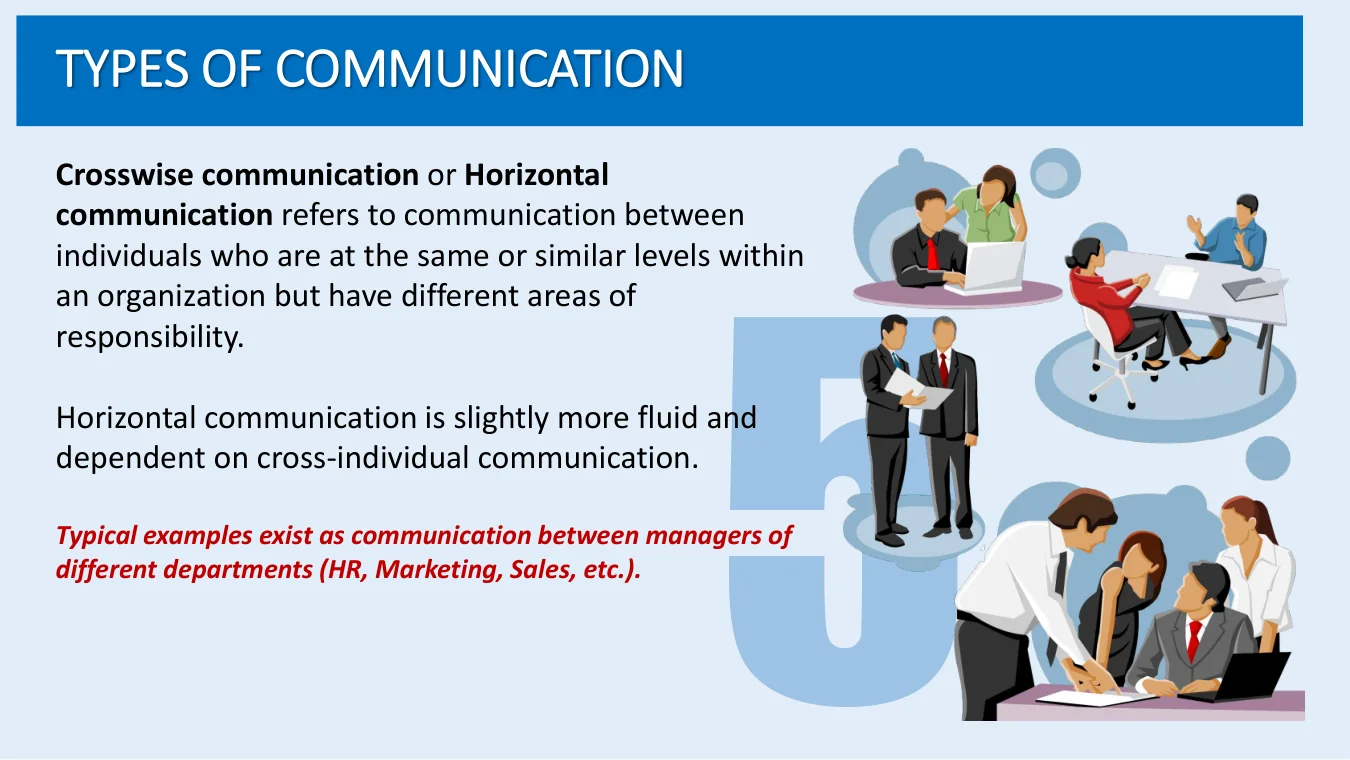 TYPES OF COMMUNICATION
Crosswise communication or Horizontal
communication refers to communication between
individuals who are at the same or similar levels within
an organization but have different areas of
responsibility.
Horizontal communication is slightly more fluid and
dependent on cross-individual communication.
Typical examples exist as communication between managers of
different departments (HR, Marketing, Sales, etc.).
5